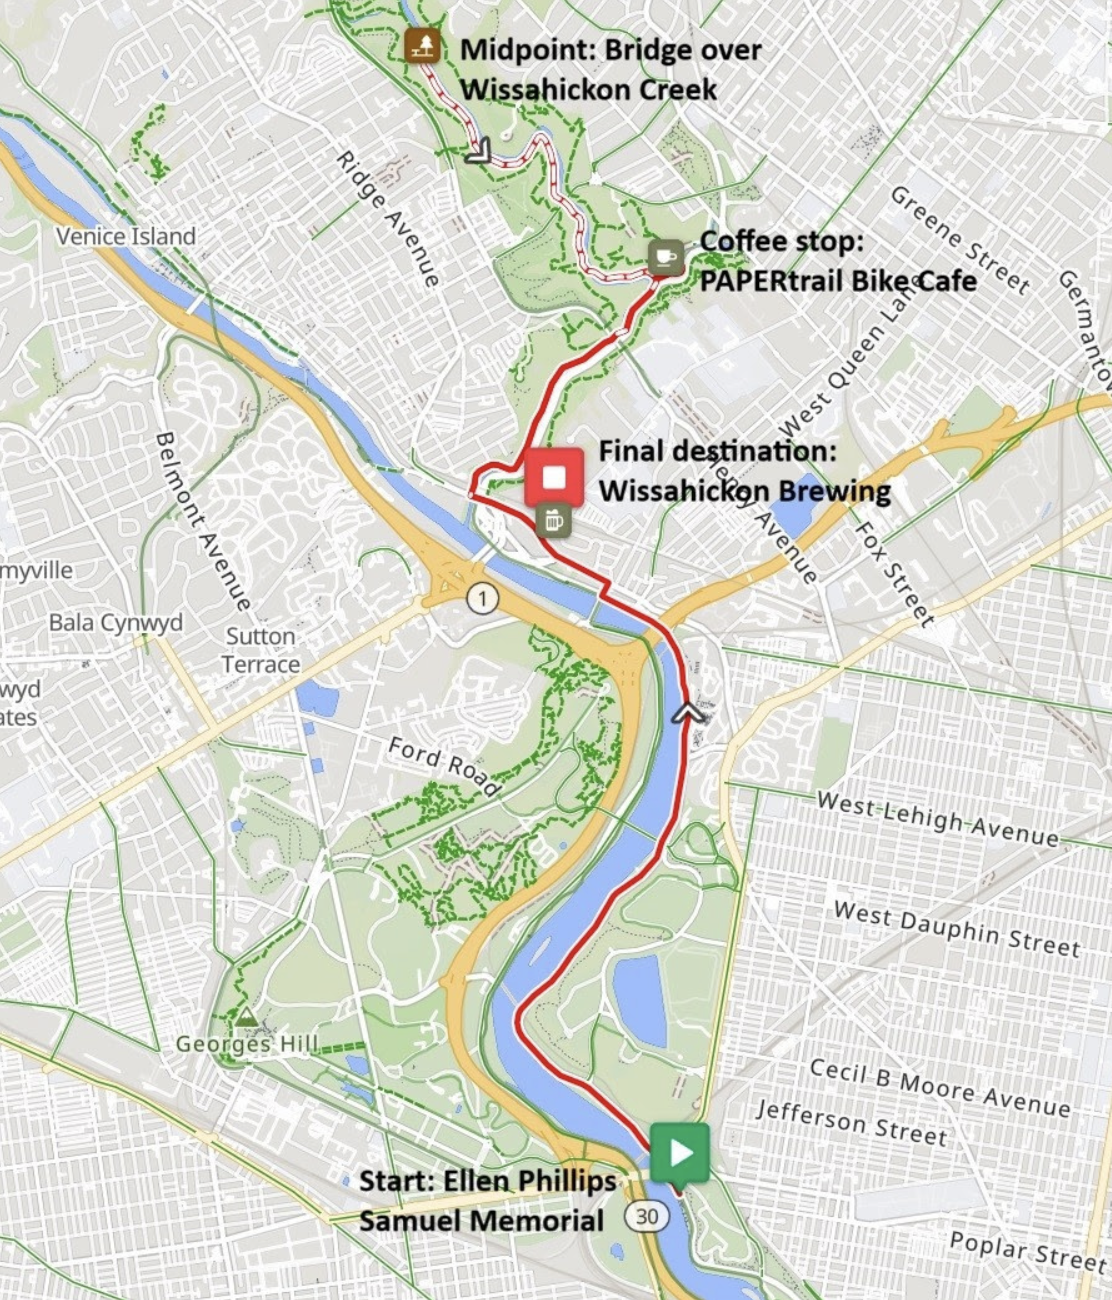 Midpoint: Bridge over
Wissahickon Creek
Ridge Avenue
Greene Street
Venice Island
Coffee stop:
PAPERtrail Bike Cafe
West Queen Lane
Belmont Avenue
Final destination:
Wissahickon Brewing
Avenue
Fox Street
myville
1
Bala Cynwyd
Sutton
Terrace
wyd
ates
Ford Road
West Lehigh Avenue
West Dauphin Street
Georges Hill
Cecil B Moore Avenue
Jefferson Street
Start: Ellen Phillips
Samuel Memorial
30
Poplar Street